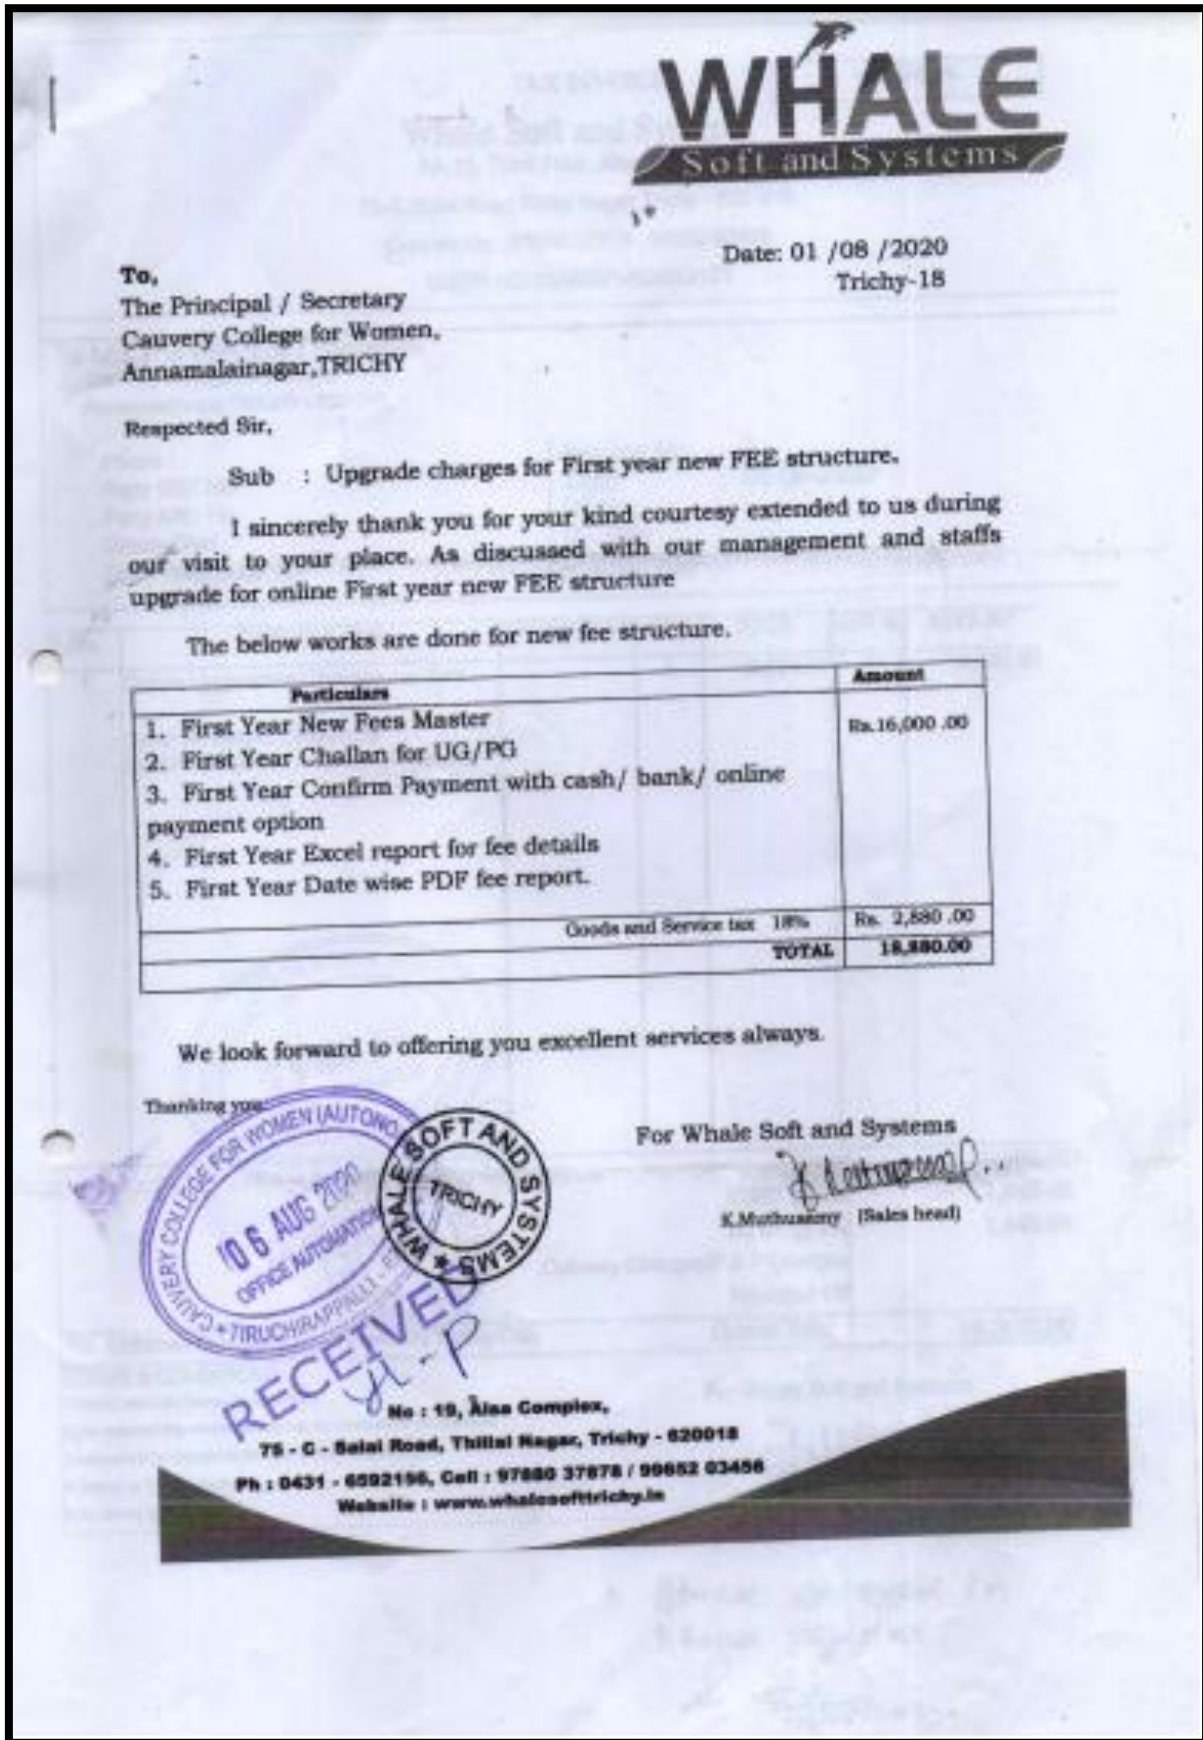 WHALE
Soft and Systems
Date: 01 /08 /2020
Trichy-18
To,
The Principal / Secretary
Cauvery College for Women,
Annamalainagar,TRICHY
Respected Sir,
Sub : Upgrade charges for First year new FEE structure.
I sincerely thank you for your kind courtesy extended to us during
our visit to your place. As discussed with our management and staffs
upgrade for online First year new FEE structure
The below works are done for new fee structure.
Particulars Amount
1. First Year New Fees Master Rs.16,000 .00
2. First Year Challan for UG/PG
3. First Year Confirm Payment with cash/ bank/ online
payment option
4. First Year Excel report for fee details
5. First Year Date wise PDF fee report.
Goods and Service tax 18% Rs. 2,880 .00
TOTAL 18,880.00
We look forward to offering you excellent services always.
Thanking you
For Whale Soft and Systems
K.Muthusamy (Sales head)
CAUVERY COLLEGE FOR WOMEN (AUTONO
06 AUG 2020
OFFICE AUTOMATION
TIRUCHIRAPPALLI
WHALE SOFT AND SYSTEMS
TRICHY
RECEIVED
No : 19, Alsa Complex,
75 - C - Salai Road, Thillai Nagar, Trichy - 620018
Ph : 0431 - 6592196, Cell : 97880 37878 / 99652 03456
Website : www.whalesofttrichy.in